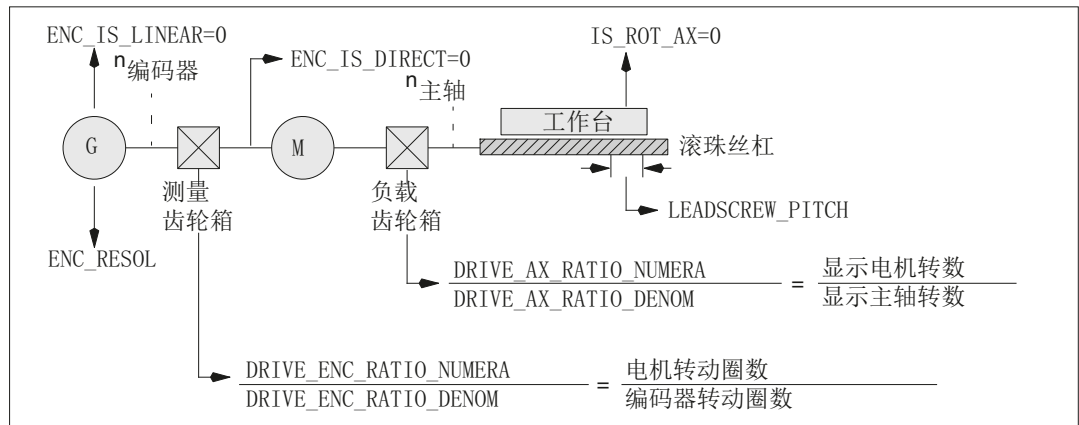 ENC_IS_LINEAR=0
IS_ROT_AX=0
n编码器
ENC_IS_DIRECT=0
n主轴
工作台
G
M
滚珠丝杠
测量
齿轮箱
负载
齿轮箱
LEADSCREW_PITCH
ENC_RESOL
DRIVE_AX_RATIO_NUMERA
DRIVE_AX_RATIO_DENOM
=
显示电机转数
显示主轴转数
DRIVE_ENC_RATIO_NUMERA
DRIVE_ENC_RATIO_DENOM
=
电机转动圈数
编码器转动圈数